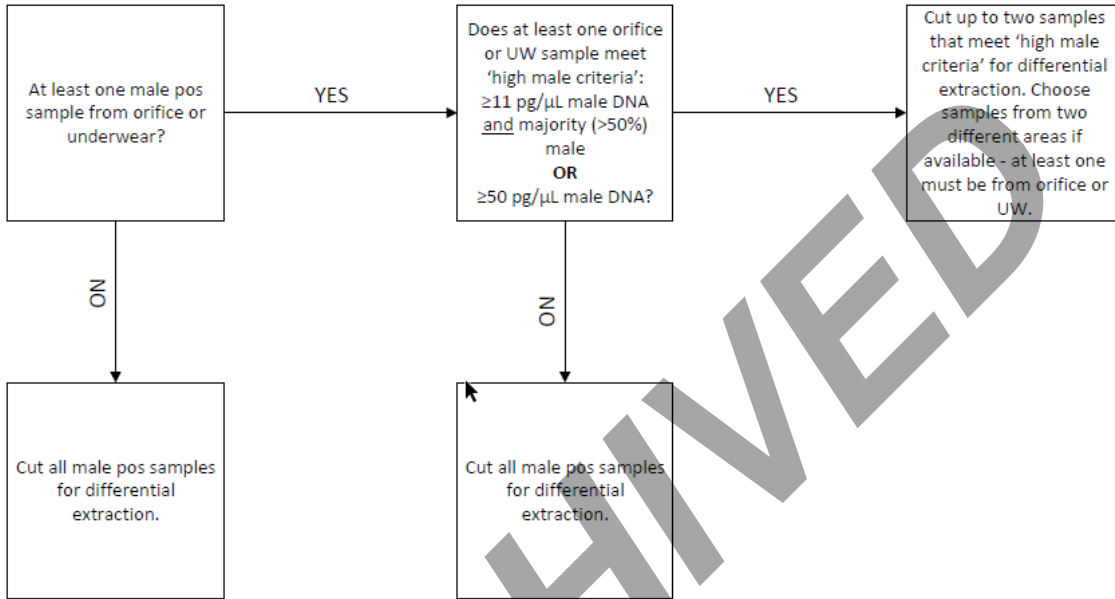 At least one male pos
sample from orifice or
underwear?
YES
Does at least one orifice
or UW sample meet
‘high male criteria’:
≥11 pg/µL male DNA
and majority (>50%)
male
OR
≥50 pg/µL male DNA?
YES
Cut up to two samples
that meet ‘high male
criteria’ for differential
extraction. Choose
samples from two
different areas if
available - at least one
must be from orifice or
UW.
NO
NO
Cut all male pos samples
for differential
extraction.
Cut all male pos samples
for differential
extraction.
HIVED